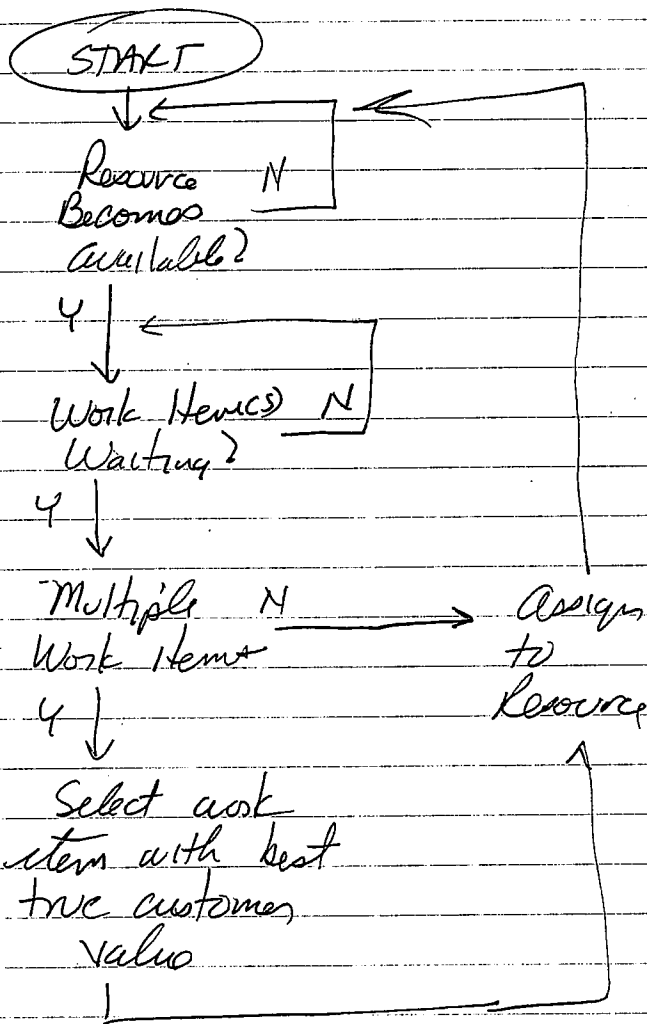 START
Resource N
Becomes
available?
Y
Work Item(s) N
Waiting?
Y
Multiple N
Work Items
Assign
to
Resource
Y
Select work
item with best
true customer
value